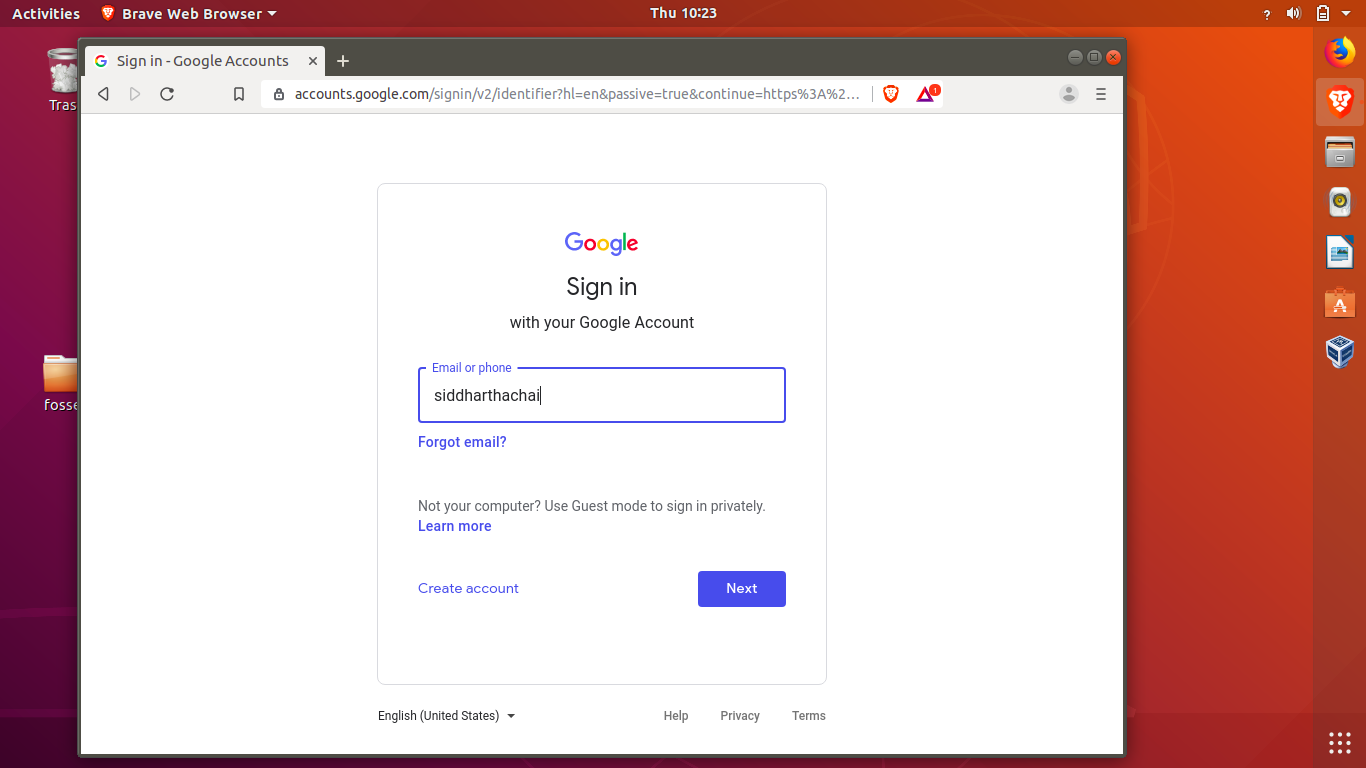 Activities
Brave Web Browser
Thu 10:23
?
Sign in - Google Accounts
accounts.google.com/signin/v2/identifier?hl=en&passive=true&continue=https%3A%2...
1
Google
Sign in
with your Google Account
Email or phone
siddharthachai
Forgot email?
Not your computer? Use Guest mode to sign in privately.
Learn more
Create account
Next
English (United States)
Help
Privacy
Terms